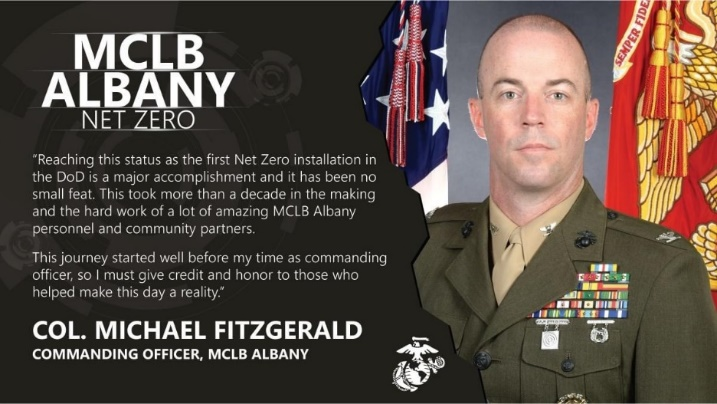 MCLB
ALBANY
NET ZERO
"Reaching this status as the first Net Zero installation in
the DoD is a major accomplishment and it has been no
small feat. This took more than a decade in the making
and the hard work of a lot of amazing MCLB Albany
personnel and community partners.
This journey started well before my time as commanding
officer, so I must give credit and honor to those who
helped make this day a reality."
COL. MICHAEL FITZGERALD
COMMANDING OFFICER, MCLB ALBANY
SEMPER FIDE